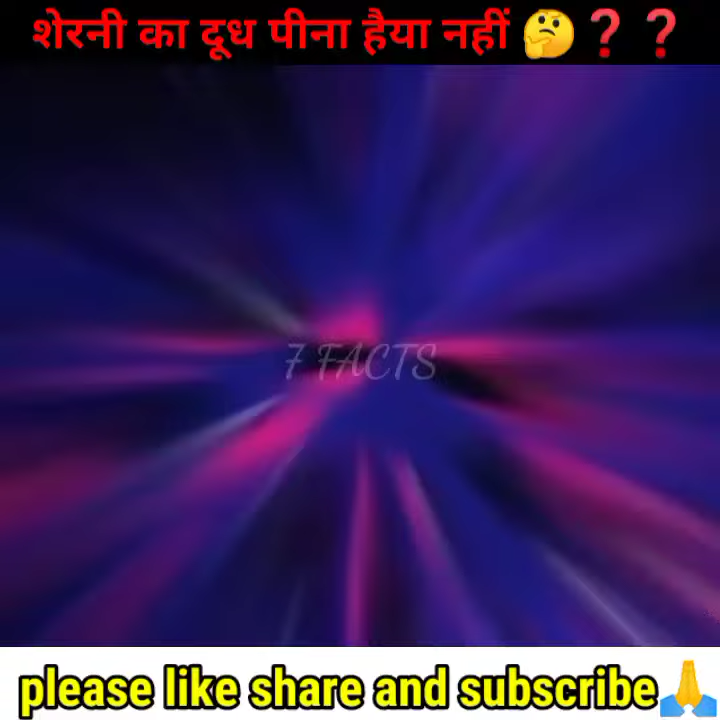 शेरनी का दूध पीना हैया नहीं 🤔❓❓
7 FACTS
please like share and subscribe🙏